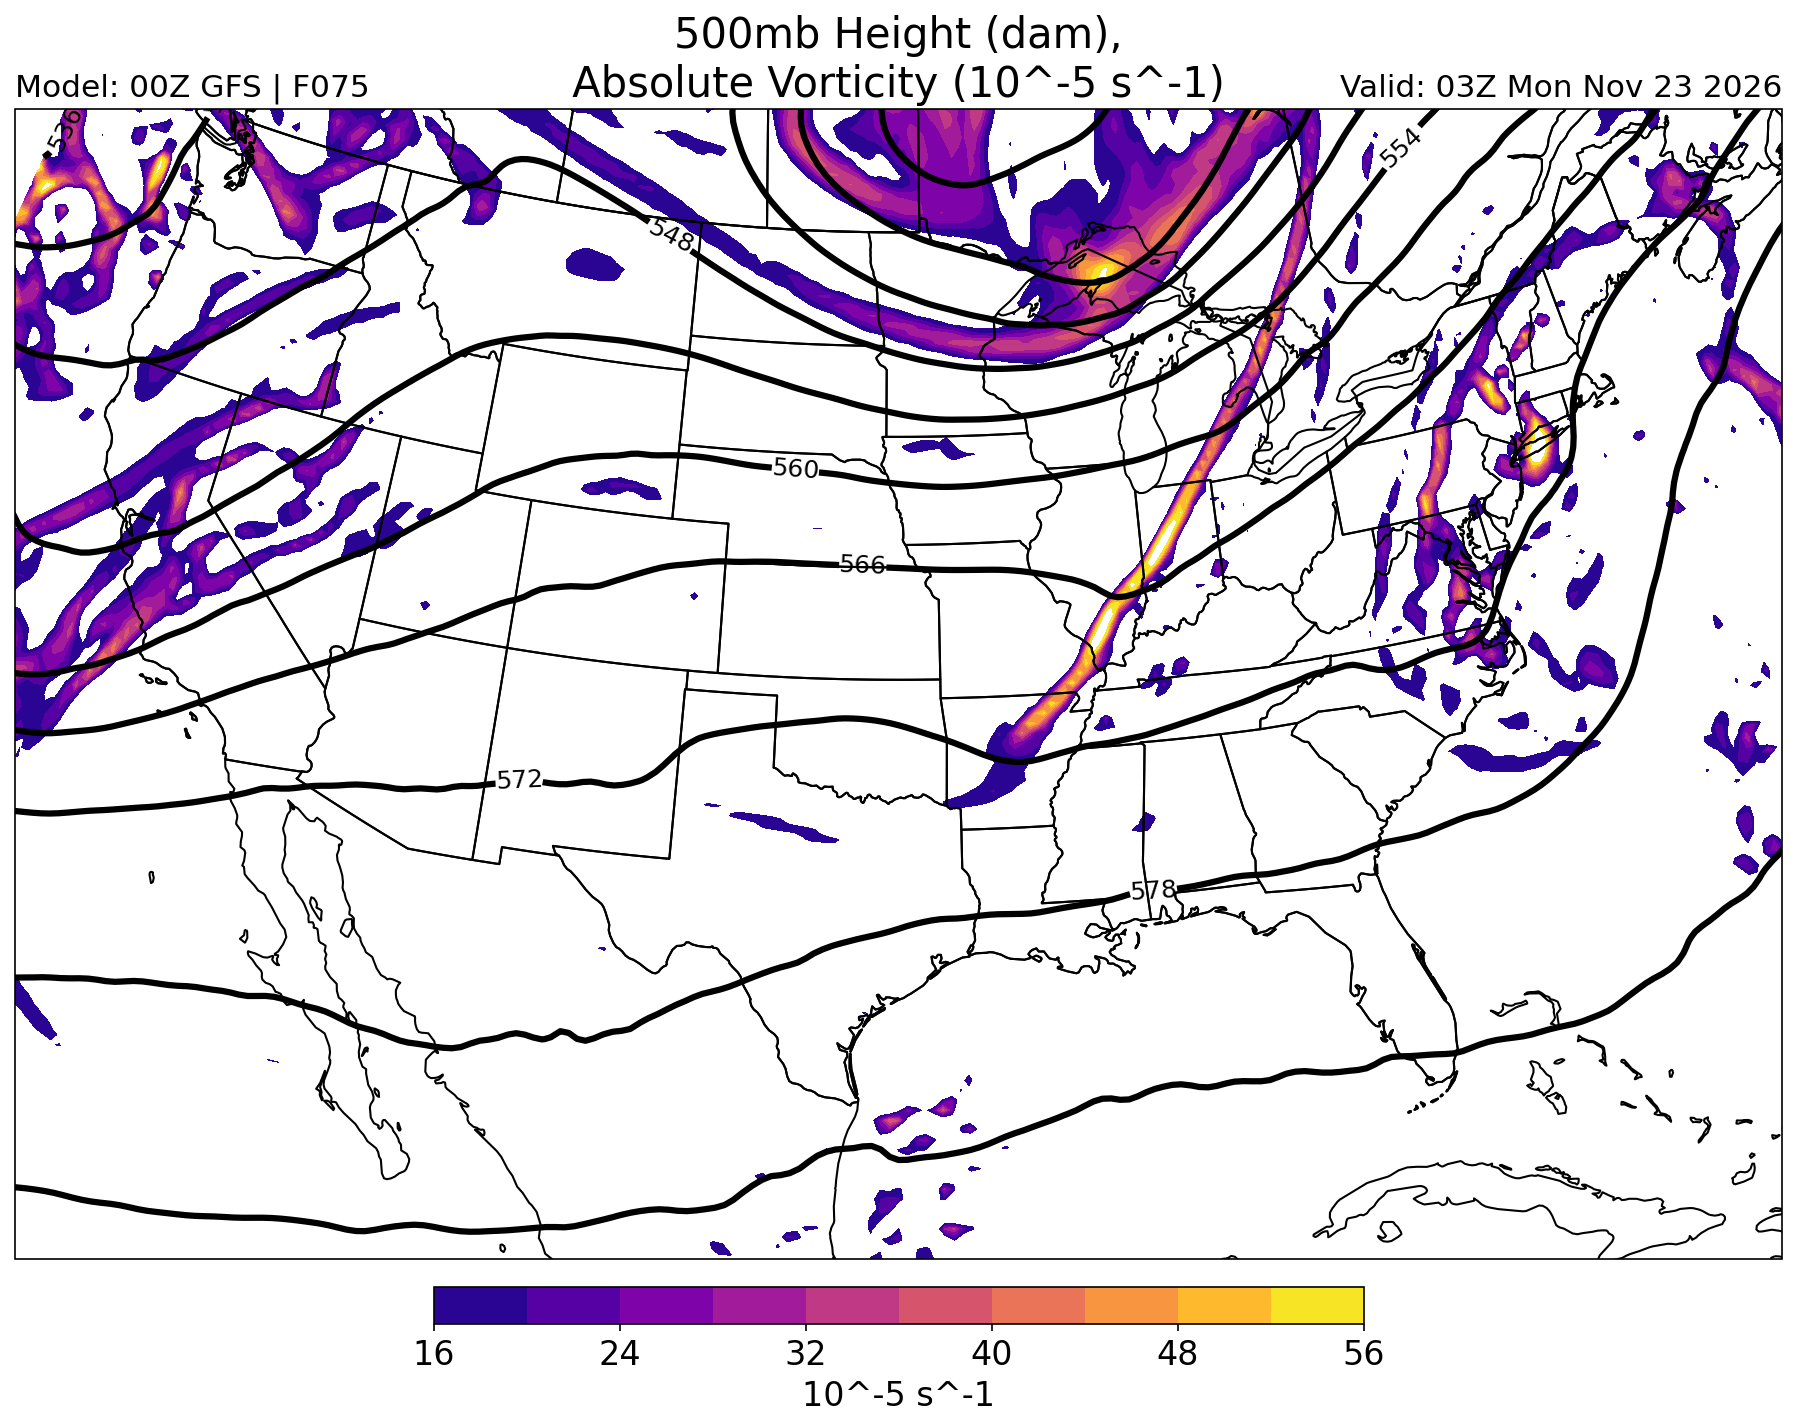 500mb Height (dam),
Model: 00Z GFS | F075
Absolute Vorticity (10^-5 s^-1)
Valid: 03Z Mon Nov 23 2026
536
554
548
560
566
572
578
16 24 32 40 48 56
10^-5 s^-1